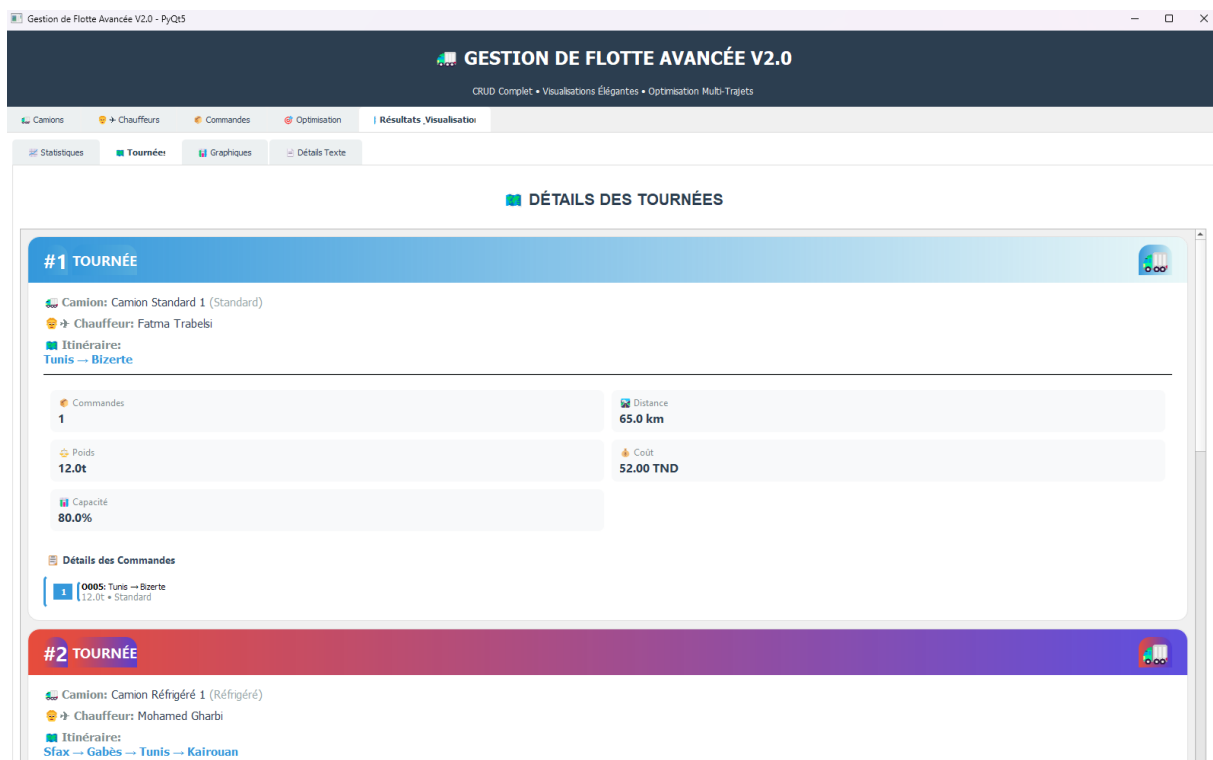 Gestion de Flotte Avancée V2.0 - PyQt5
GESTION DE FLOTTE AVANCÉE V2.0
CRUD Complet • Visualisations Élégantes • Optimisation Multi-Trajets
Camions Chauffeurs Commandes Optimisation Résultats Visualisation
Statistiques Tournées Graphiques Détails Texte
DÉTAILS DES TOURNÉES
#1 TOURNÉE
Camion: Camion Standard 1 (Standard)
Chauffeur: Fatma Trabelsi
Itinéraire:
Tunis → Bizerte
Commandes Distance
1 65.0 km
Poids Coût
12.0t 52.00 TND
Capacité
80.0%
Détails des Commandes
1 O005: Tunis → Bizerte
12.0t • Standard
#2 TOURNÉE
Camion: Camion Réfrigéré 1 (Réfrigéré)
Chauffeur: Mohamed Gharbi
Itinéraire:
Sfax → Gabès → Tunis → Kairouan